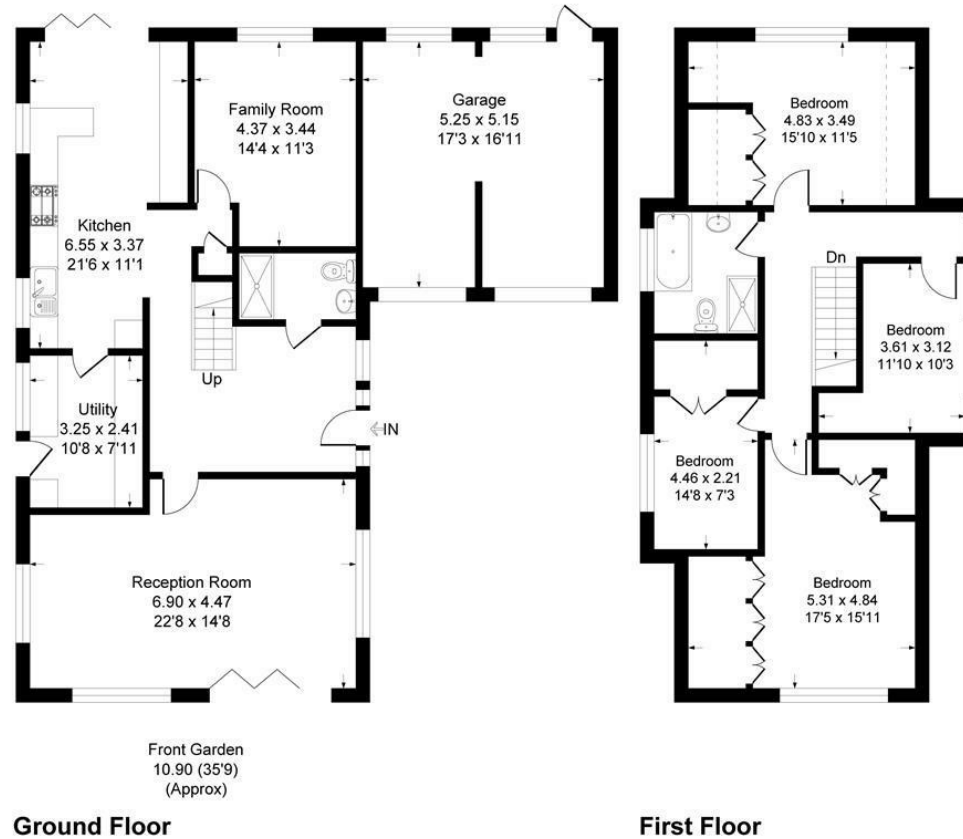 Family Room
4.37 x 3.44
14'4 x 11'3
Garage
5.25 x 5.15
17'3 x 16'11
Kitchen
6.55 x 3.37
21'6 x 11'1
Up
Utility
3.25 x 2.41
10'8 x 7'11
IN
Reception Room
6.90 x 4.47
22'8 x 14'8
Front Garden
10.90 (35'9)
(Approx)
Ground Floor
Bedroom
4.83 x 3.49
15'10 x 11'5
Dn
Bedroom
3.61 x 3.12
11'10 x 10'3
Bedroom
4.46 x 2.21
14'8 x 7'3
Bedroom
5.31 x 4.84
17'5 x 15'11
First Floor